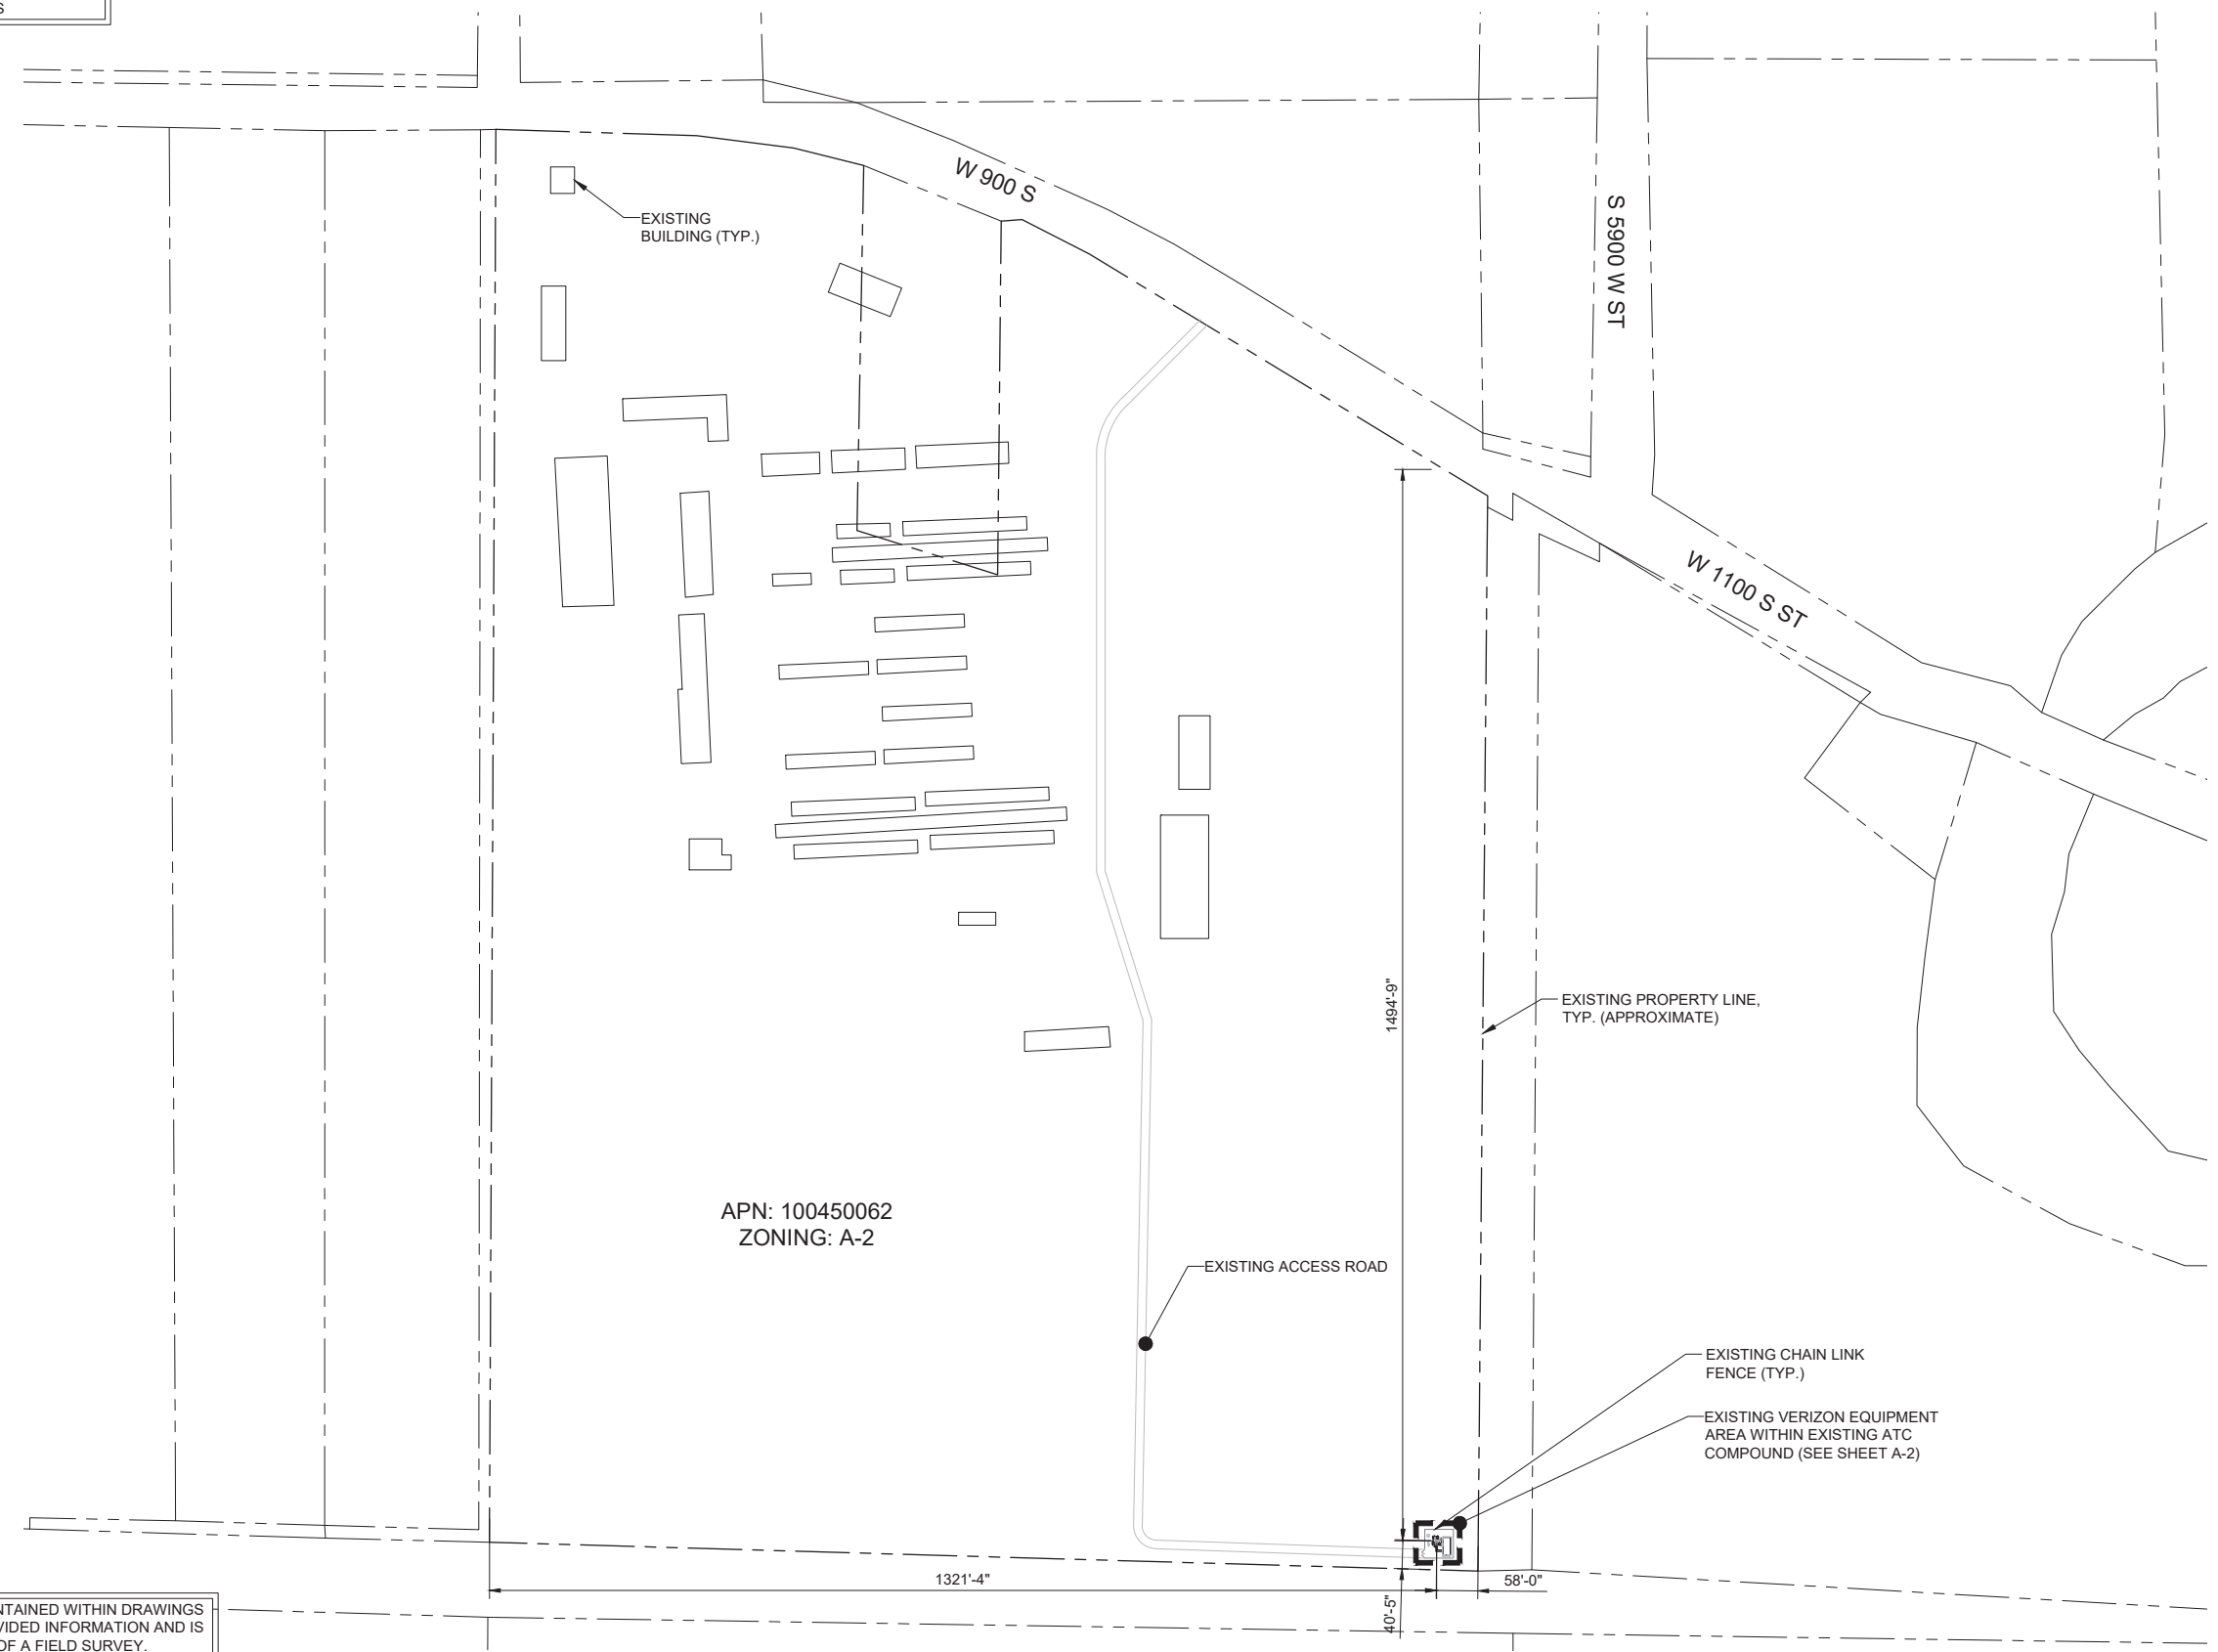 S
W 900 S
S 5900 W ST
EXISTING
BUILDING (TYP.)
W 1100 S ST
1494'-9"
EXISTING PROPERTY LINE,
TYP. (APPROXIMATE)
APN: 100450062
ZONING: A-2
EXISTING ACCESS ROAD
EXISTING CHAIN LINK
FENCE (TYP.)
EXISTING VERIZON EQUIPMENT
AREA WITHIN EXISTING ATC
COMPOUND (SEE SHEET A-2)
1321'-4"
58'-0"
40'-5"
NTAINED WITHIN DRAWINGS
VIDED INFORMATION AND IS
OF A FIELD SURVEY.